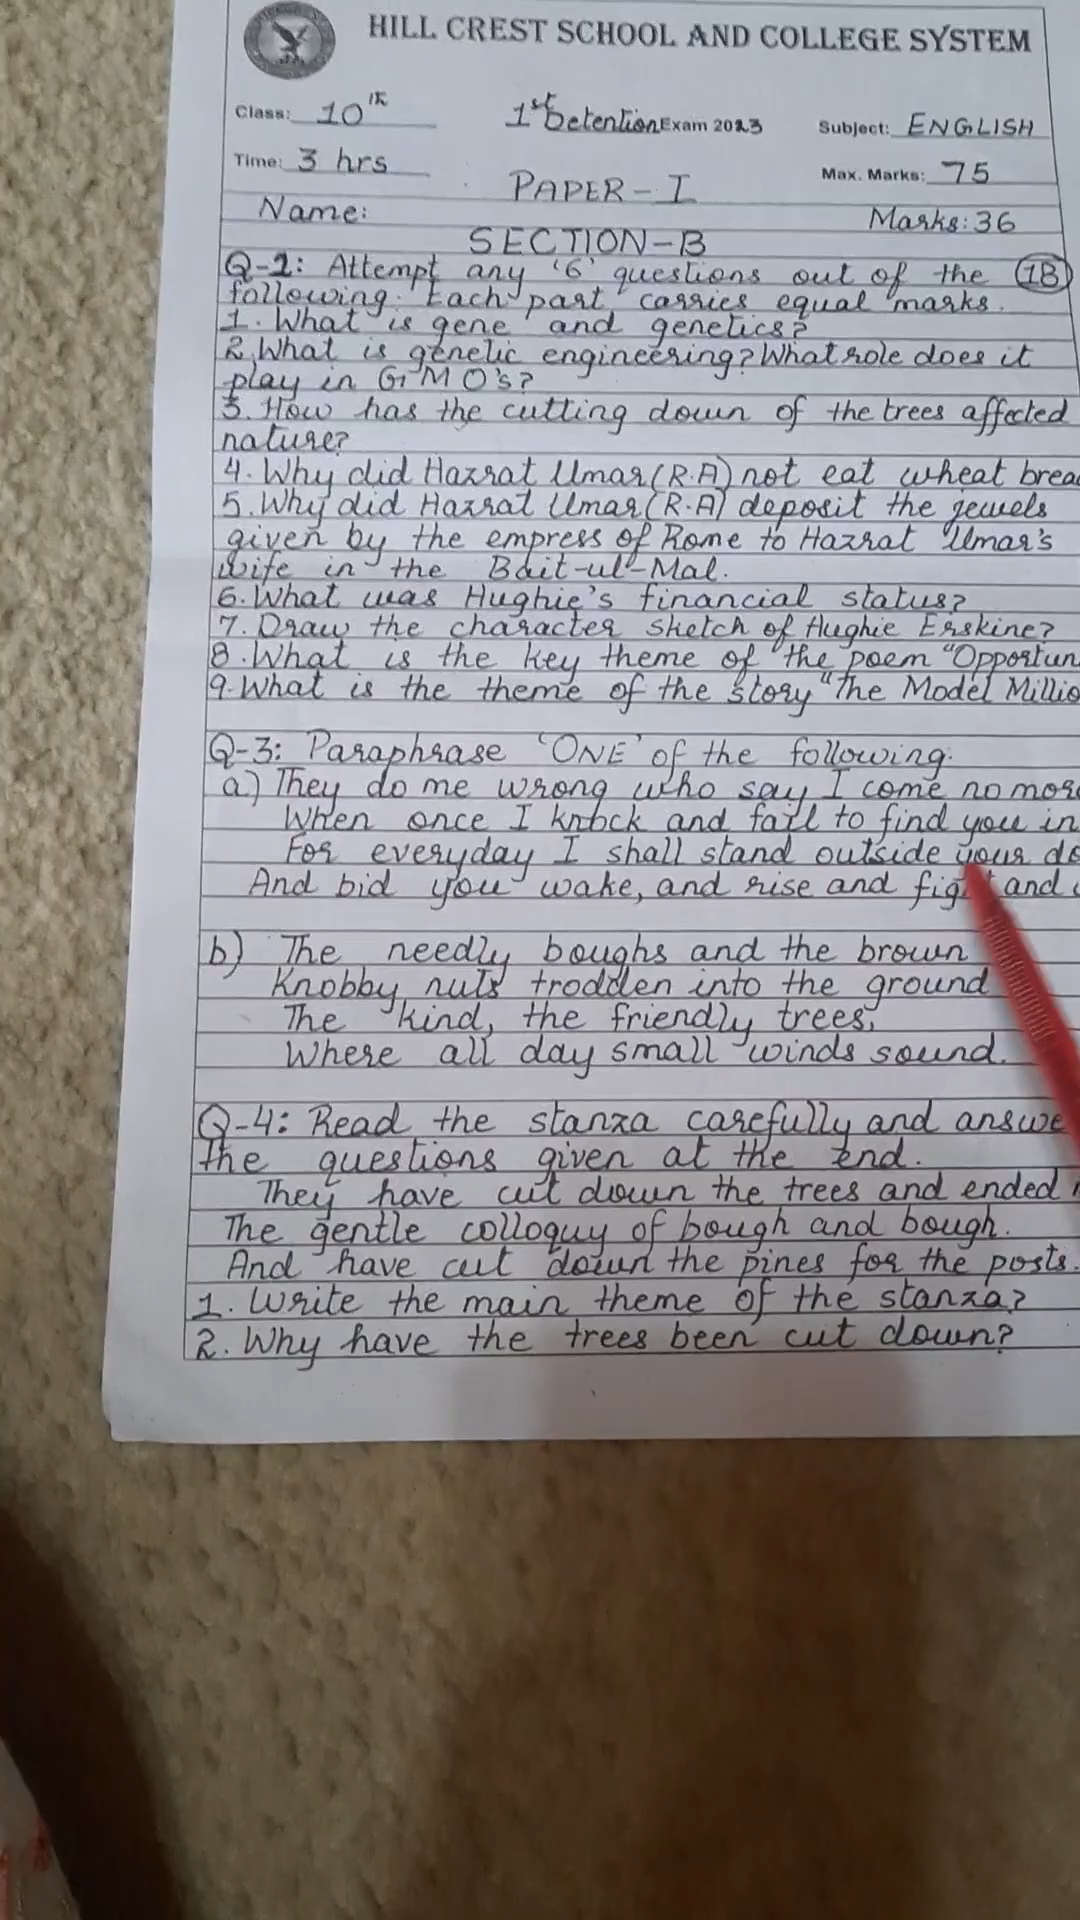 HILL CREST SCHOOL AND COLLEGE SYSTEM
Class: 10th 1st Detention Exam 2023 Subject: ENGLISH
Time: 3 hrs PAPER-I Max. Marks: 75
Name: Marks: 36
SECTION-B
Q-2: Attempt any '6' questions out of the (18)
following. Each part carries equal marks.
1. What is gene and genetics?
2. What is genetic engineering? What role does it
play in GMO's?
3. How has the cutting down of the trees affected
nature?
4. Why did Hazrat Umar (R.A) not eat wheat
5. Why did Hazrat Umar (R.A) deposit the jewels
given by the empress of Rome to Hazrat Umar's
wife in the Bait-ul-Mal.
6. What was Hughie's financial status?
7. Draw the character sketch of Hughie Erskine?
8. What is the key theme of the poem
9. What is the theme of the story "The Model
Q-3: Paraphrase 'ONE' of the following.
a) They do me wrong who say I come no
When once I knock and fail to find you in
For everyday I shall stand outside your
And bid you wake, and rise and and
b) The needly boughs and the brown
Knobby nuts trodden into the ground
The kind, the friendly trees,
Where all day small winds sound.
Q-4: Read the stanza carefully and
the questions given at the end.
They have cut down the trees and ended
The gentle colloquy of bough and bough.
And have cut down the pines for the posts.
1. Write the main theme of the stanza?
2. Why have the trees been cut down?